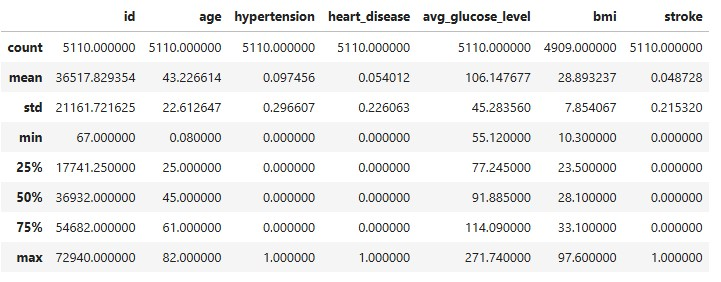 id age hypertension heart_disease avg_glucose_level bmi stroke
count 5110.000000 5110.000000 5110.000000 5110.000000 5110.000000 4909.000000 5110.000000
mean 36517.829354 43.226614 0.097456 0.054012 106.147677 28.893237 0.048728
std 21161.721625 22.612647 0.296607 0.226063 45.283560 7.854067 0.215320
min 67.000000 0.080000 0.000000 0.000000 55.120000 10.300000 0.000000
25% 17741.250000 25.000000 0.000000 0.000000 77.245000 23.500000 0.000000
50% 36932.000000 45.000000 0.000000 0.000000 91.885000 28.100000 0.000000
75% 54682.000000 61.000000 0.000000 0.000000 114.090000 33.100000 0.000000
max 72940.000000 82.000000 1.000000 1.000000 271.740000 97.600000 1.000000